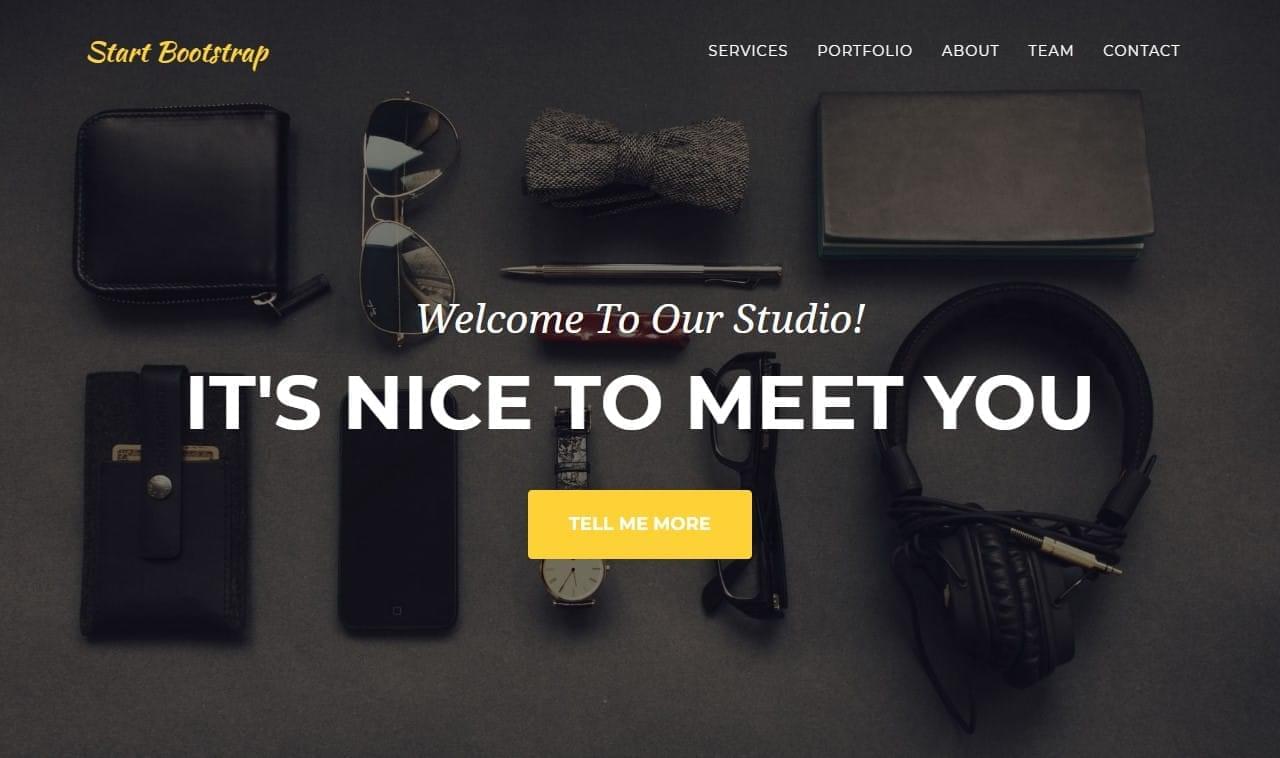 Start Bootstrap
SERVICES PORTFOLIO ABOUT TEAM CONTACT
Welcome To Our Studio!
IT'S NICE TO MEET YOU
TELL ME MORE